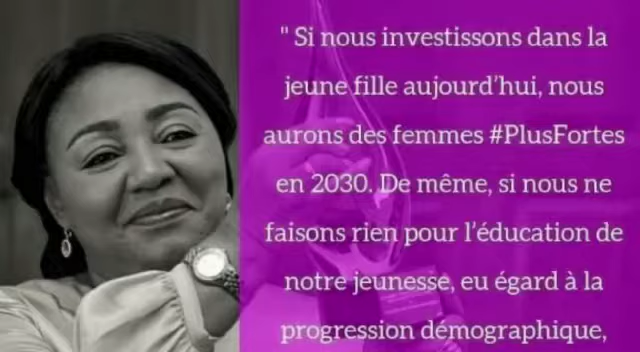 " Si nous investissons dans la
jeune fille aujourd'hui, nous
aurons des femmes #PlusFortes
en 2030. De même, si nous ne
faisons rien pour l'éducation de
notre jeunesse, eu égard à la
progression démographique,